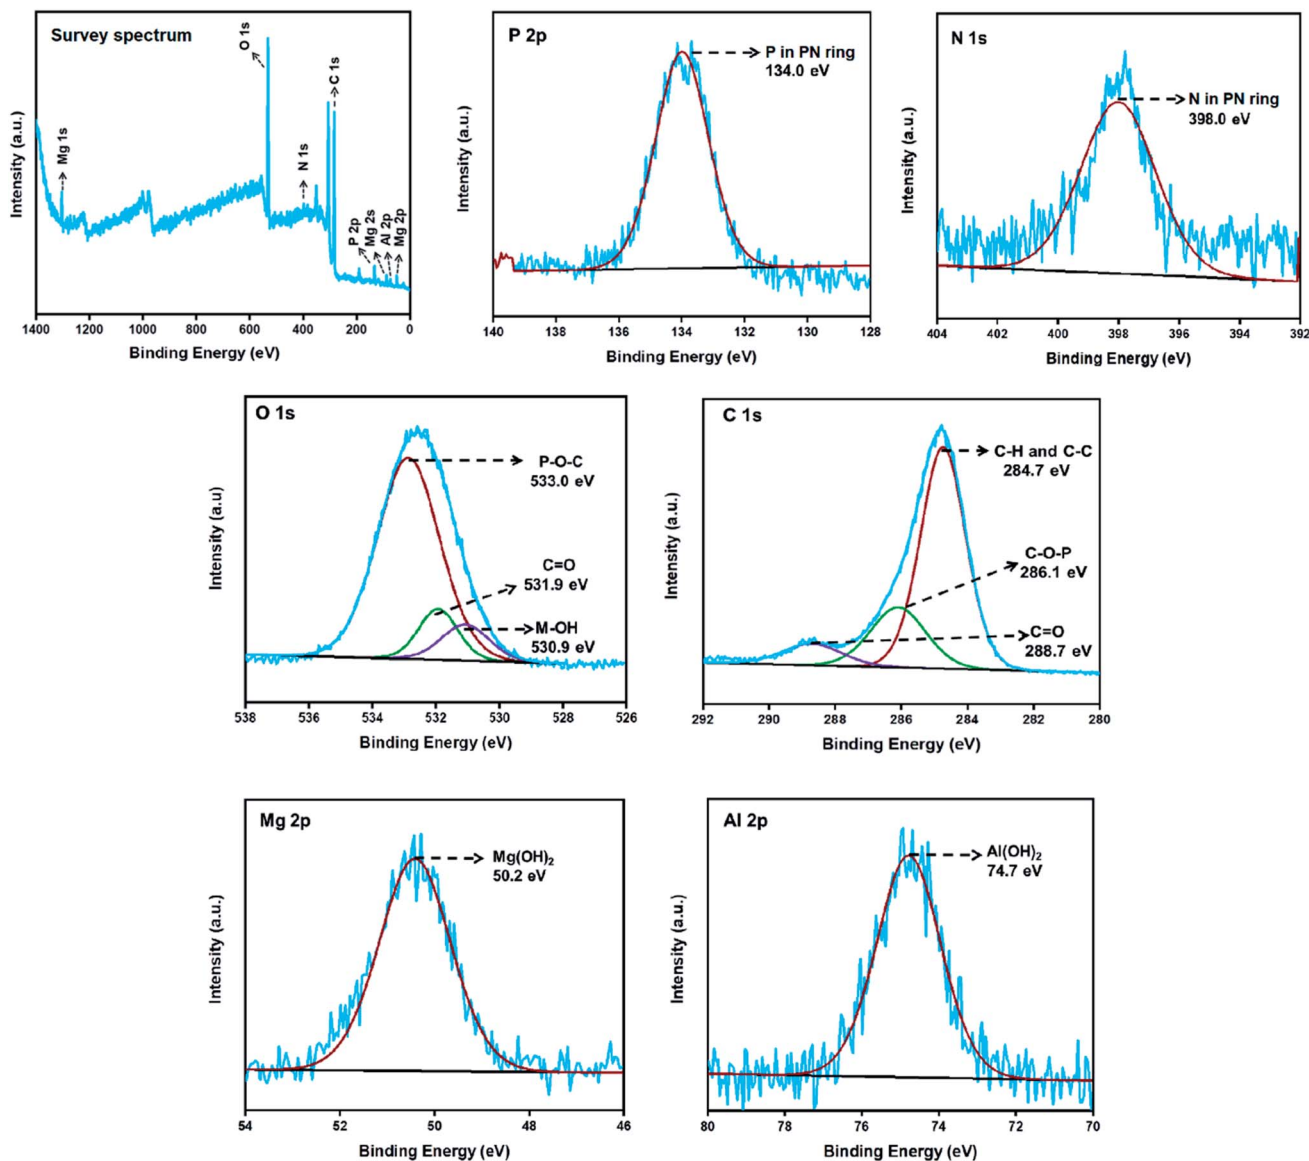 Survey spectrum
O 1s
C 1s
Mg 1s
N 1s
P 2p
Mg 2s
Al 2p
Mg 2p
Intensity (a.u.)
1400 1200 1000 800 600 400 200 0
Binding Energy (eV)
P 2p
P in PN ring
134.0 eV
Intensity (a.u.)
140 138 136 134 132 130 128
Binding Energy (eV)
N 1s
N in PN ring
398.0 eV
Intensity (a.u.)
404 402 400 398 396 394 392
Binding Energy (eV)
O 1s
P-O-C
533.0 eV
C=O
531.9 eV
M-OH
530.9 eV
Intensity (a.u)
538 536 534 532 530 528 526
Binding Energy (eV)
C 1s
C-H and C-C
284.7 eV
C-O-P
286.1 eV
C=O
288.7 eV
Intensity (a.u.)
292 290 288 286 284 282 280
Binding Energy (eV)
Mg 2p
Mg(OH)₂
50.2 eV
Intensity (a.u.)
54 52 50 48 46
Binding Energy (eV)
Al 2p
Al(OH)₂
74.7 eV
Intensity (a.u.)
80 78 76 74 72 70
Binding Energy (eV)